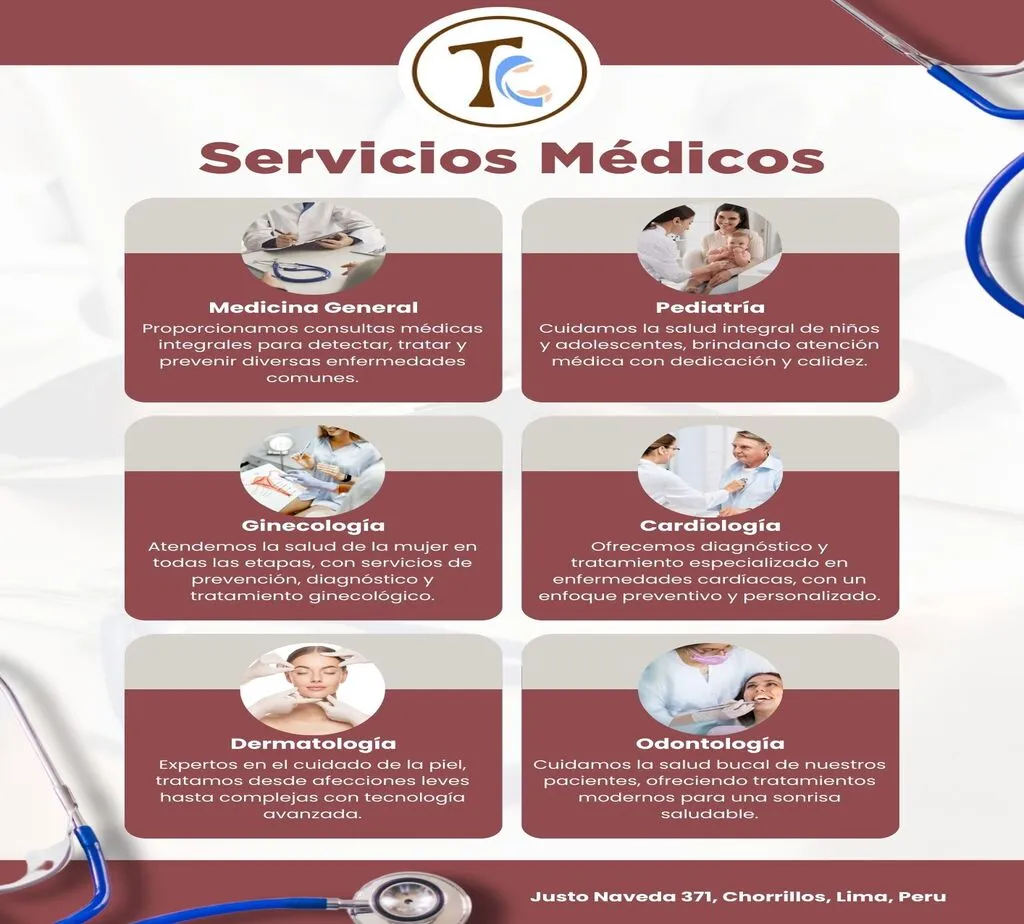 TC
Servicios Médicos
Medicina General
Proporcionamos consultas médicas
integrales para detectar, tratar y
prevenir diversas enfermedades
comunes.
Pediatría
Cuidamos la salud integral de niños
y adolescentes, brindando atención
médica con dedicación y calidez.
Ginecología
Atendemos la salud de la mujer en
todas las etapas, con servicios de
prevención, diagnóstico y
tratamiento ginecológico.
Cardiología
Ofrecemos diagnóstico y
tratamiento especializado en
enfermedades cardíacas, con un
enfoque preventivo y personalizado.
Dermatología
Expertos en el cuidado de la piel,
tratamos desde afecciones leves
hasta complejas con tecnología
avanzada.
Odontología
Cuidamos la salud bucal de nuestros
pacientes, ofreciendo tratamientos
modernos para una sonrisa
saludable.
Justo Naveda 371, Chorrillos, Lima, Peru